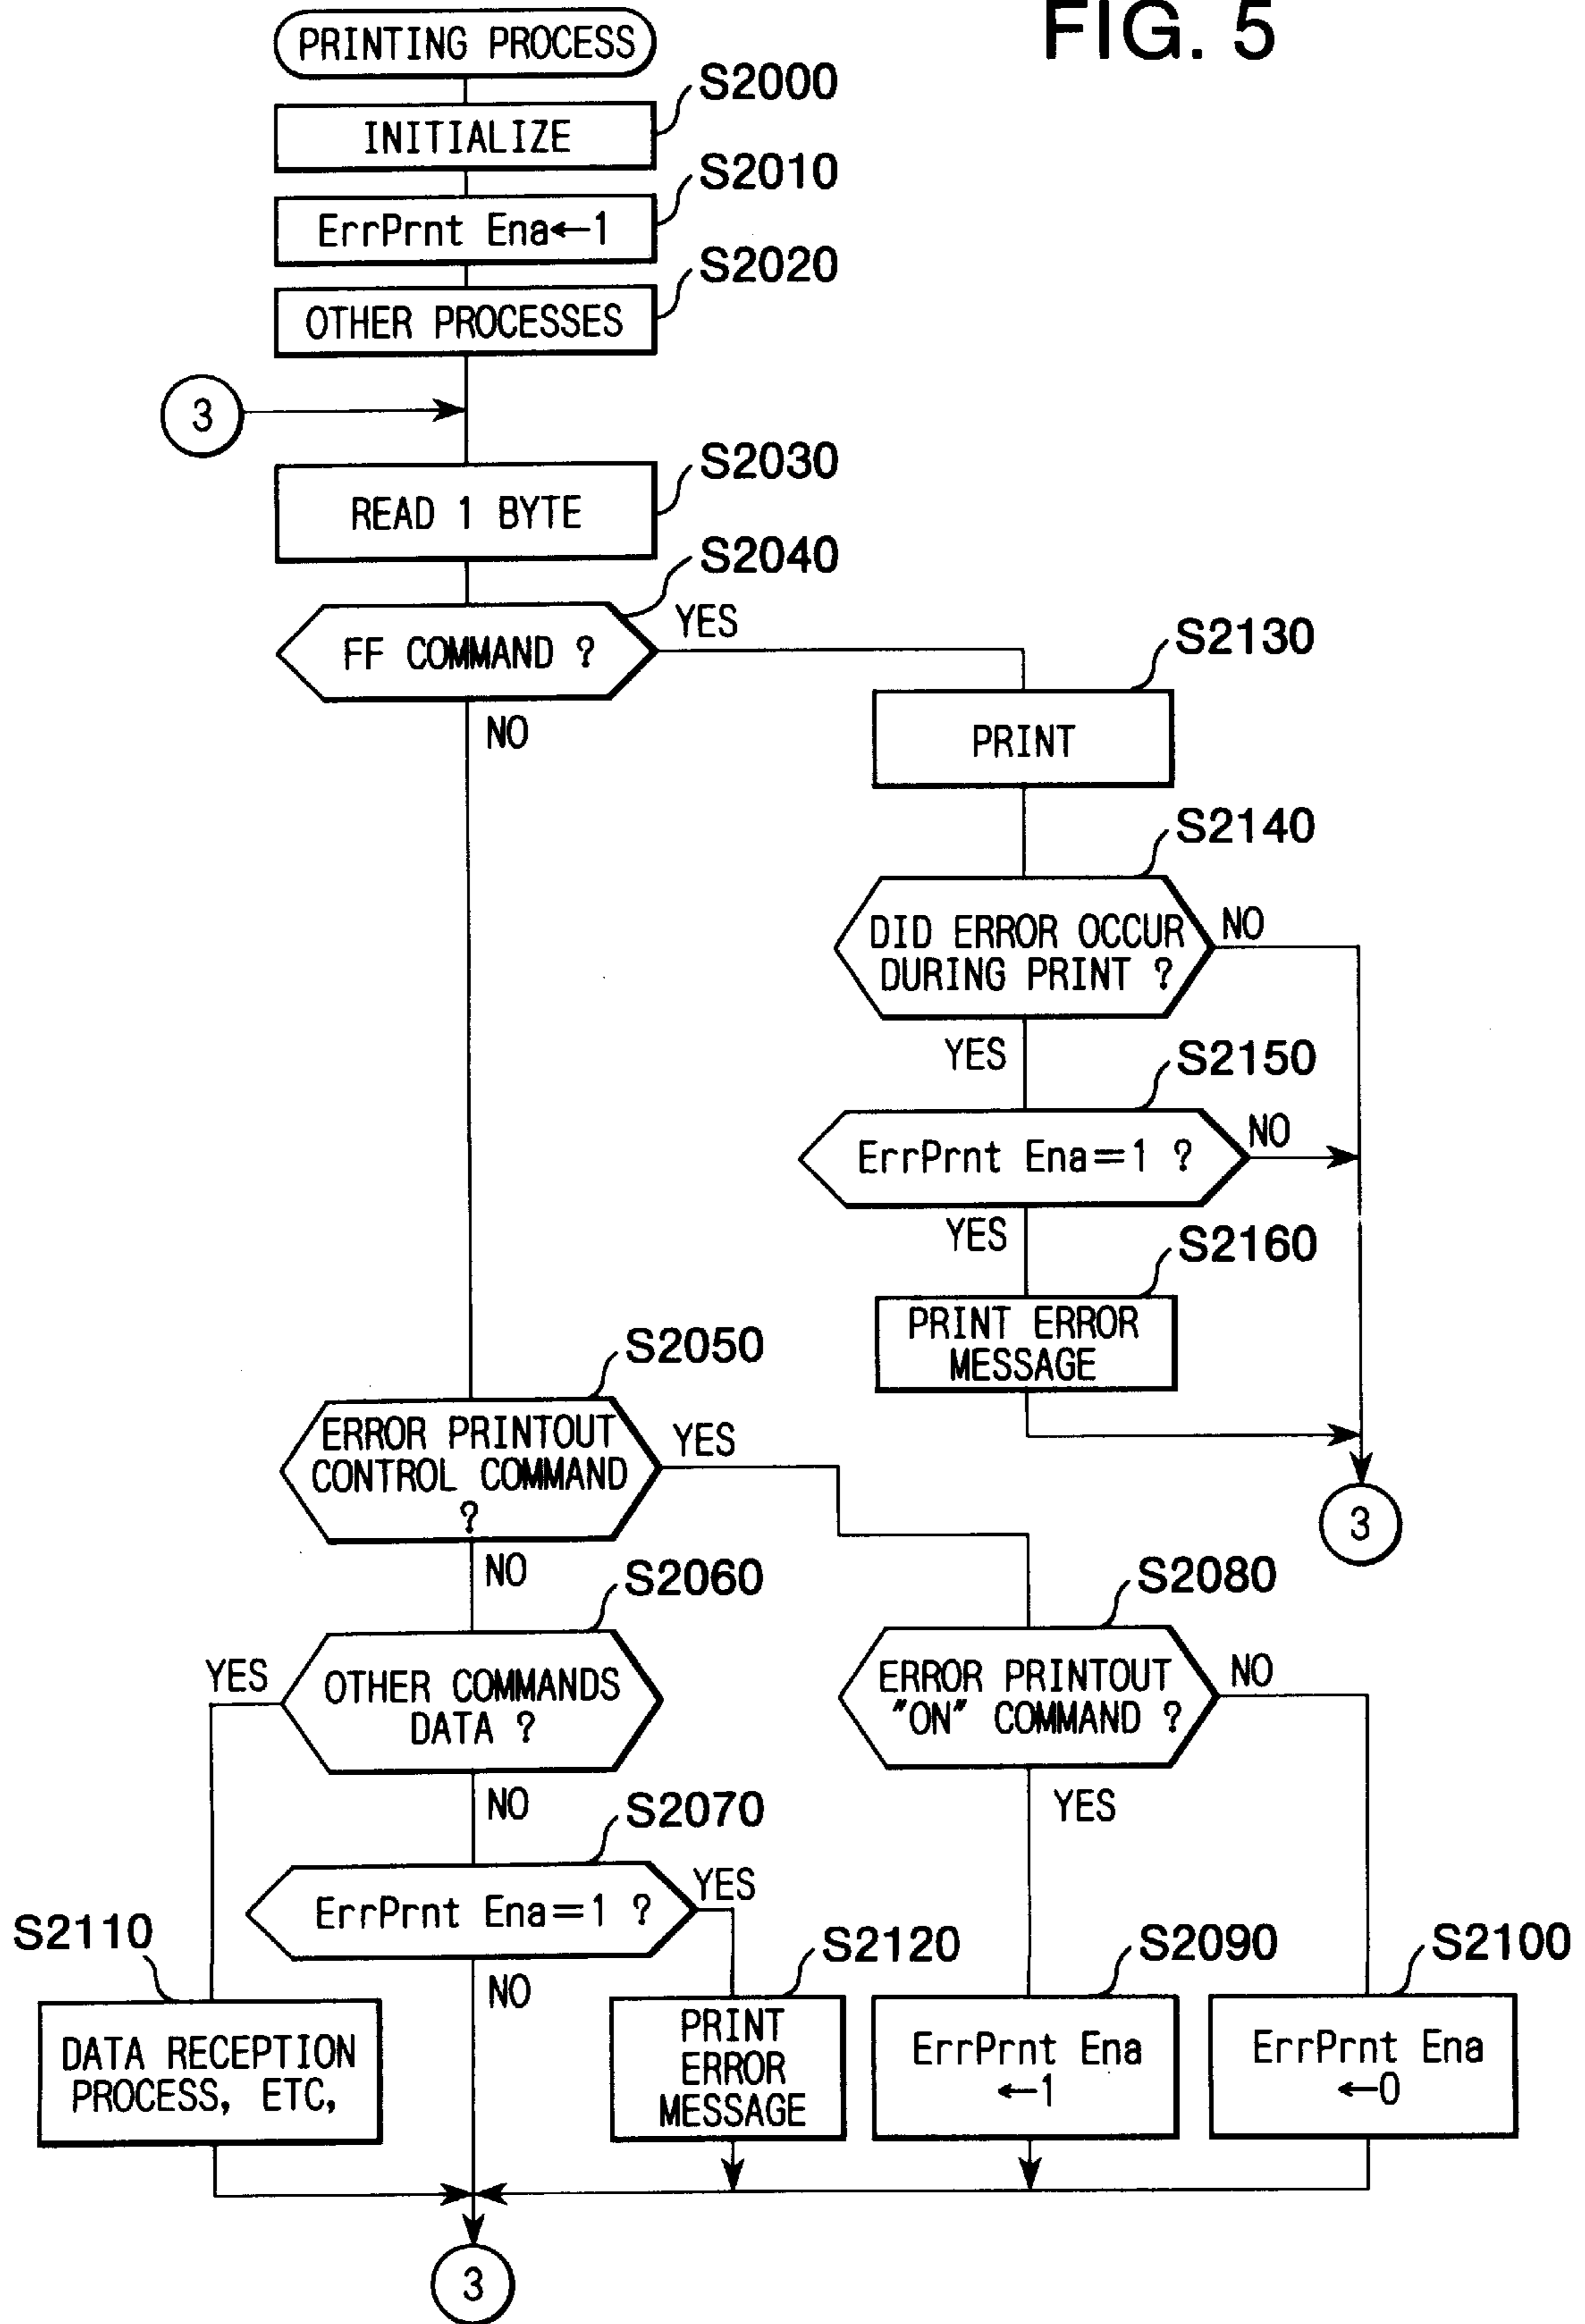 FIG. 5
PRINTING PROCESS
S2000
INITIALIZE
S2010
ErrPrnt Ena←1
S2020
OTHER PROCESSES
3
S2030
READ 1 BYTE
S2040
FF COMMAND ?
YES
NO
S2130
PRINT
S2140
DID ERROR OCCUR
DURING PRINT ?
NO
YES
S2150
ErrPrnt Ena=1 ?
NO
YES
S2160
PRINT ERROR
MESSAGE
3
S2050
ERROR PRINTOUT
CONTROL COMMAND
?
YES
NO
S2060
OTHER COMMANDS
DATA ?
YES
NO
S2080
ERROR PRINTOUT
"ON" COMMAND ?
NO
YES
S2070
ErrPrnt Ena=1 ?
YES
NO
S2110
DATA RECEPTION
PROCESS, ETC,
S2120
PRINT
ERROR
MESSAGE
S2090
ErrPrnt Ena
←1
S2100
ErrPrnt Ena
←0
3